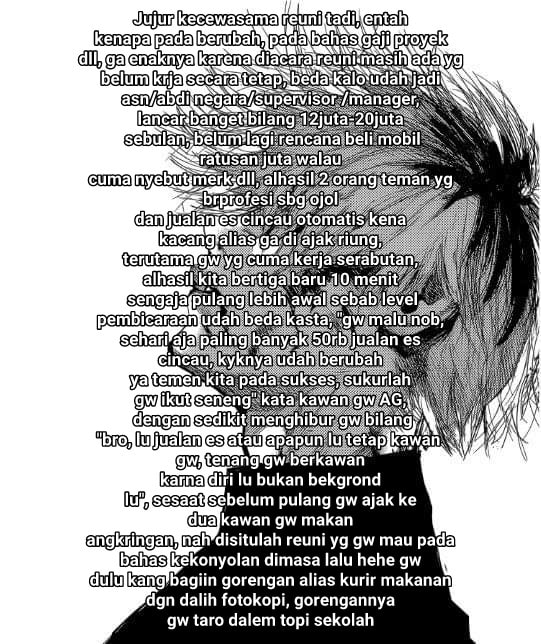 Jujur kecewasama reuni tadi, entah
kenapa pada berubah, pada bahas gaji proyek
dll, ga enaknya karena diacara reuni masih ada yg
belum krja secara tetap, beda kalo udah jadi
asn/abdi negara/supervisor /manager,
lancar banget bilang 12juta-20juta
sebulan, belum lagi rencana beli mobil
ratusan juta walau
cuma nyebut merk dll, alhasil 2 orang teman yg
brprofesi sbg ojol
dan jualan es cincau otomatis kena
kacang alias ga di ajak riung,
terutama gw yg cuma kerja serabutan,
alhasil kita bertiga baru 10 menit
sengaja pulang lebih awal sebab level
pembicaraan udah beda kasta, "gw malu nob,
sehari aja paling banyak 50rb jualan es
cincau, kyknya udah berubah
ya temen kita pada sukses, sukurlah
gw ikut seneng" kata kawan gw AG,
dengan sedikit menghibur gw bilang
"bro, lu jualan es atau apapun lu tetap kawan
gw, tenang gw berkawan
karna diri lu bukan bekgrond
lu", sesaat sebelum pulang gw ajak ke
dua kawan gw makan
angkringan, nah disitulah reuni yg gw mau pada
bahas kekonyolan dimasa lalu hehe gw
dulu kang bagiin gorengan alias kurir makanan
dgn dalih fotokopi, gorengannya
gw taro dalem topi sekolah